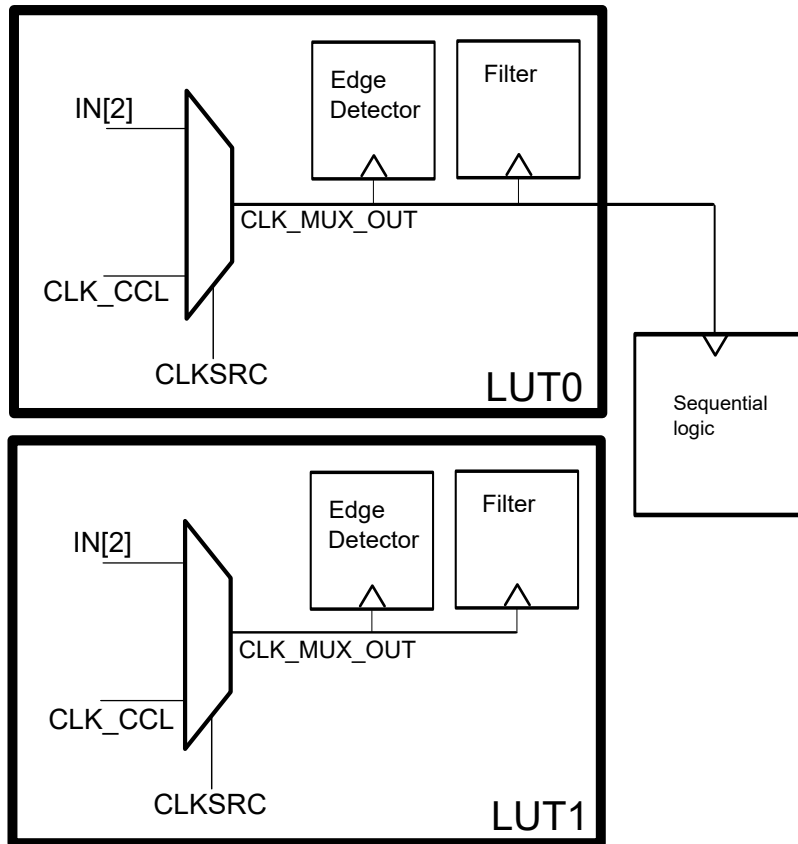 Edge
Detector
Filter
IN[2]
CLK_MUX_OUT
CLK_CCL
CLKSRC
LUT0
Sequential
logic
Edge
Detector
Filter
IN[2]
CLK_MUX_OUT
CLK_CCL
CLKSRC
LUT1